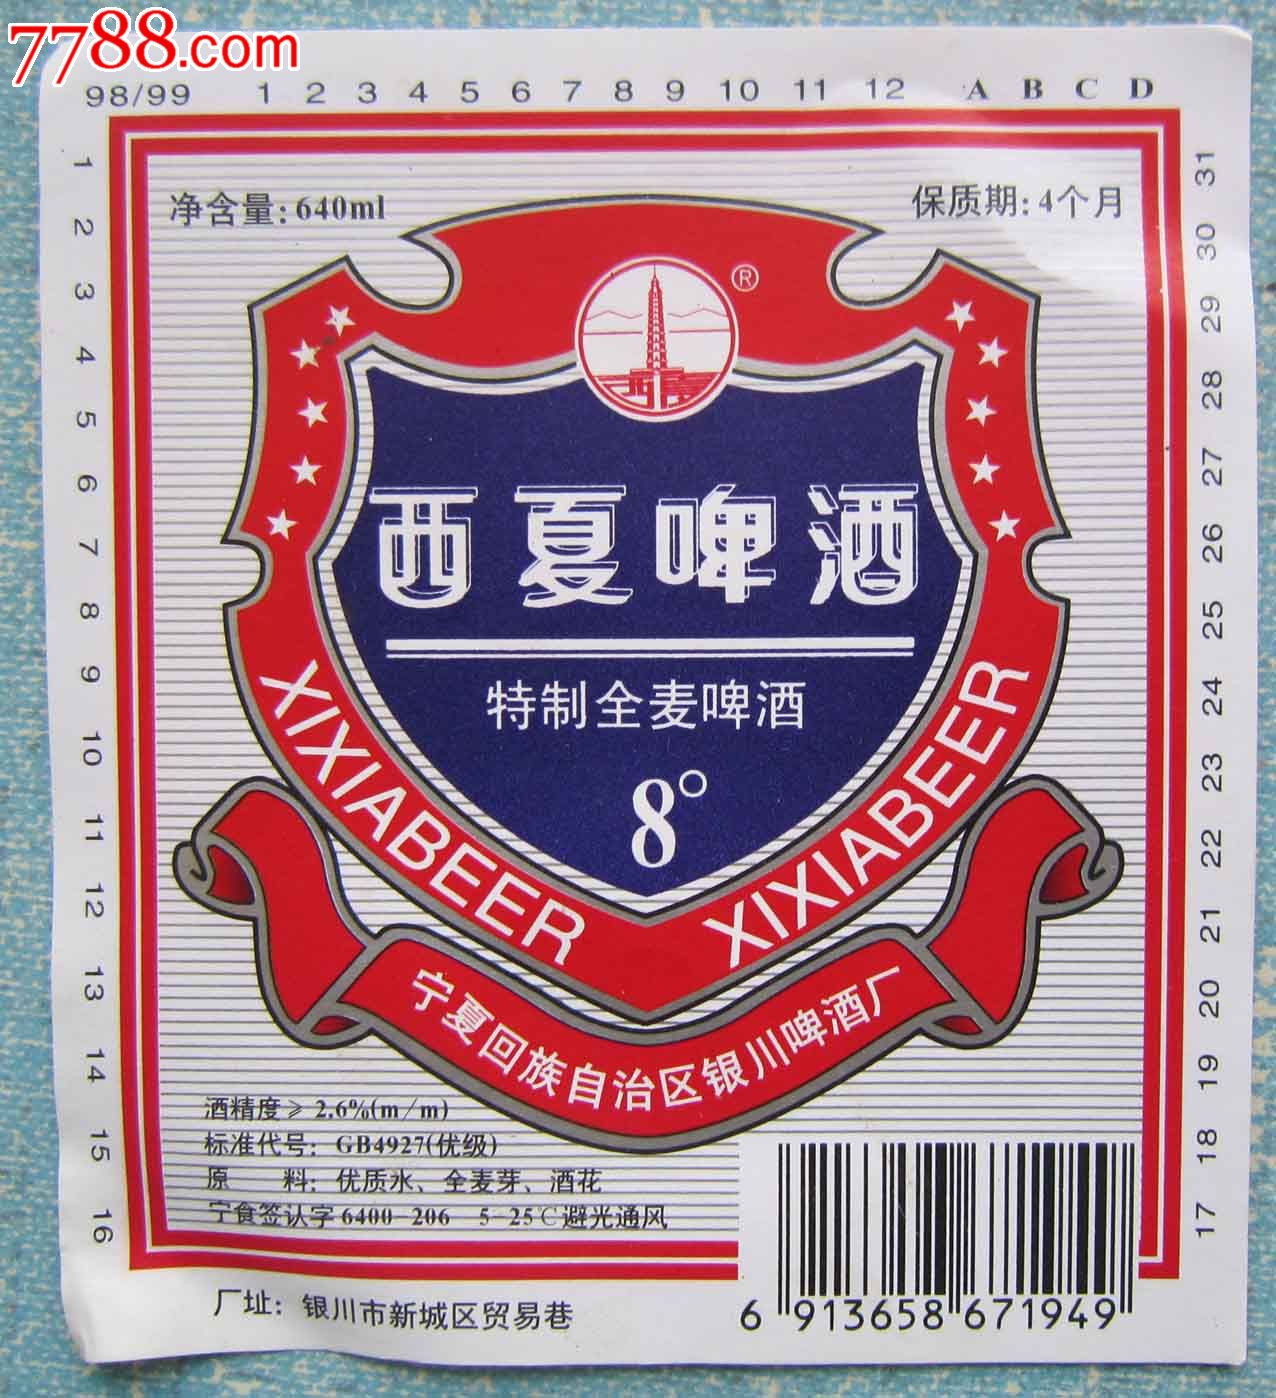 7788.com
98/99 1 2 3 4 5 6 7 8 9 10 11 12 A B C D
1
2
3
4
5
6
7
8
9
10
11
12
13
14
15
16
31
30
29
28
27
26
25
24
23
22
21
20
19
18
17
净含量:640ml
保质期:4个月
®
西夏啤酒
特制全麦啤酒
8°
XIXIABEER
XIXIABEER
宁夏回族自治区银川啤酒厂
酒精度≥2.6%(m/m)
标准代号: GB4927(优级)
原 料: 优质水、全麦芽、酒花
宁食签认字6400-206 5-25℃避光通风
厂址: 银川市新城区贸易巷
6 913658 671949